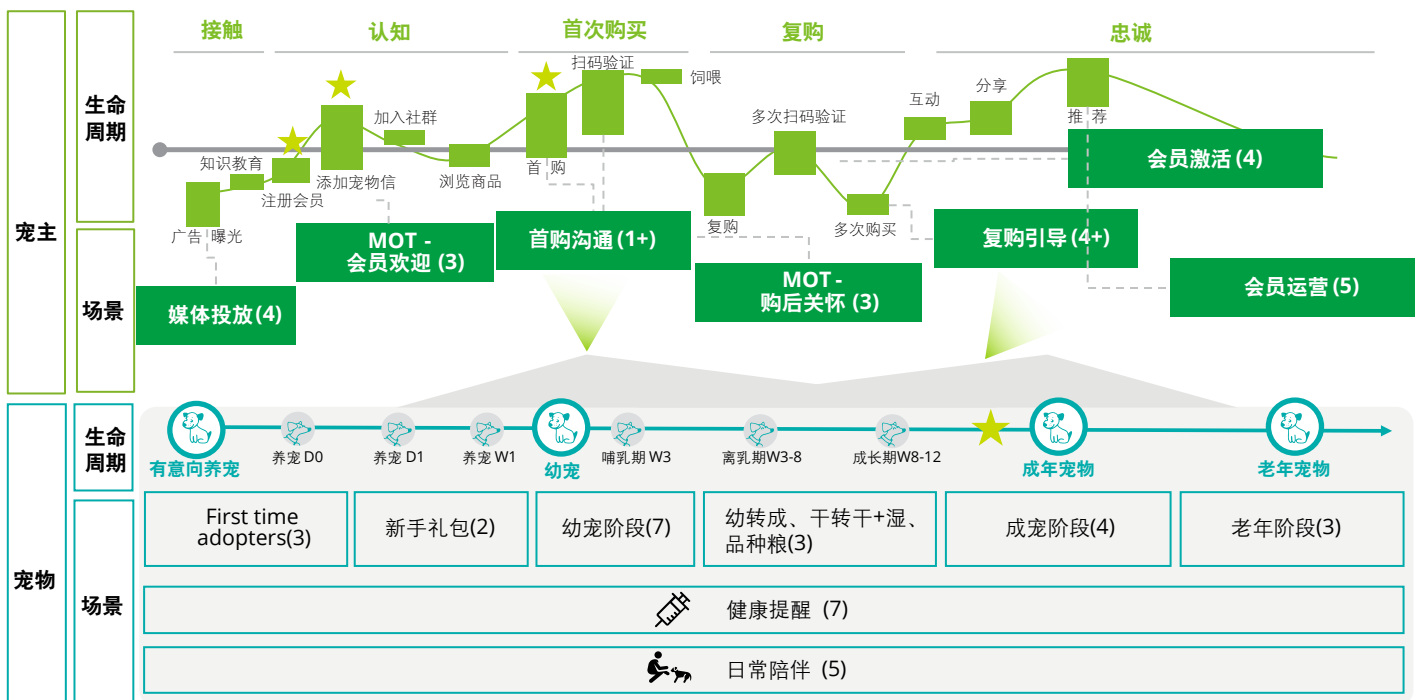 接触
认知
首次购买
复购
忠诚
宠主
生命
周期
扫码验证
饲喂
加入社群
知识教育
注册会员
添加宠物信
浏览商品
首 购
广告 曝光
多次扫码验证
互动
分享
推 荐
复购
多次购买
场景
媒体投放(4)
MOT -
会员欢迎 (3)
首购沟通(1+)
MOT-
购后关怀 (3)
复购引导(4+)
会员激活(4)
会员运营(5)
宠物
生命
周期
有意向养宠
养宠 D0
养宠 D1
养宠 W1
幼宠
哺乳期 W3
离乳期W3-8
成长期W8-12
成年宠物
老年宠物
场景
First time
adopters(3)
新手礼包(2)
幼宠阶段(7)
幼转成、干转干+湿、
品种粮(3)
成宠阶段(4)
老年阶段(3)
健康提醒 (7)
日常陪伴 (5)